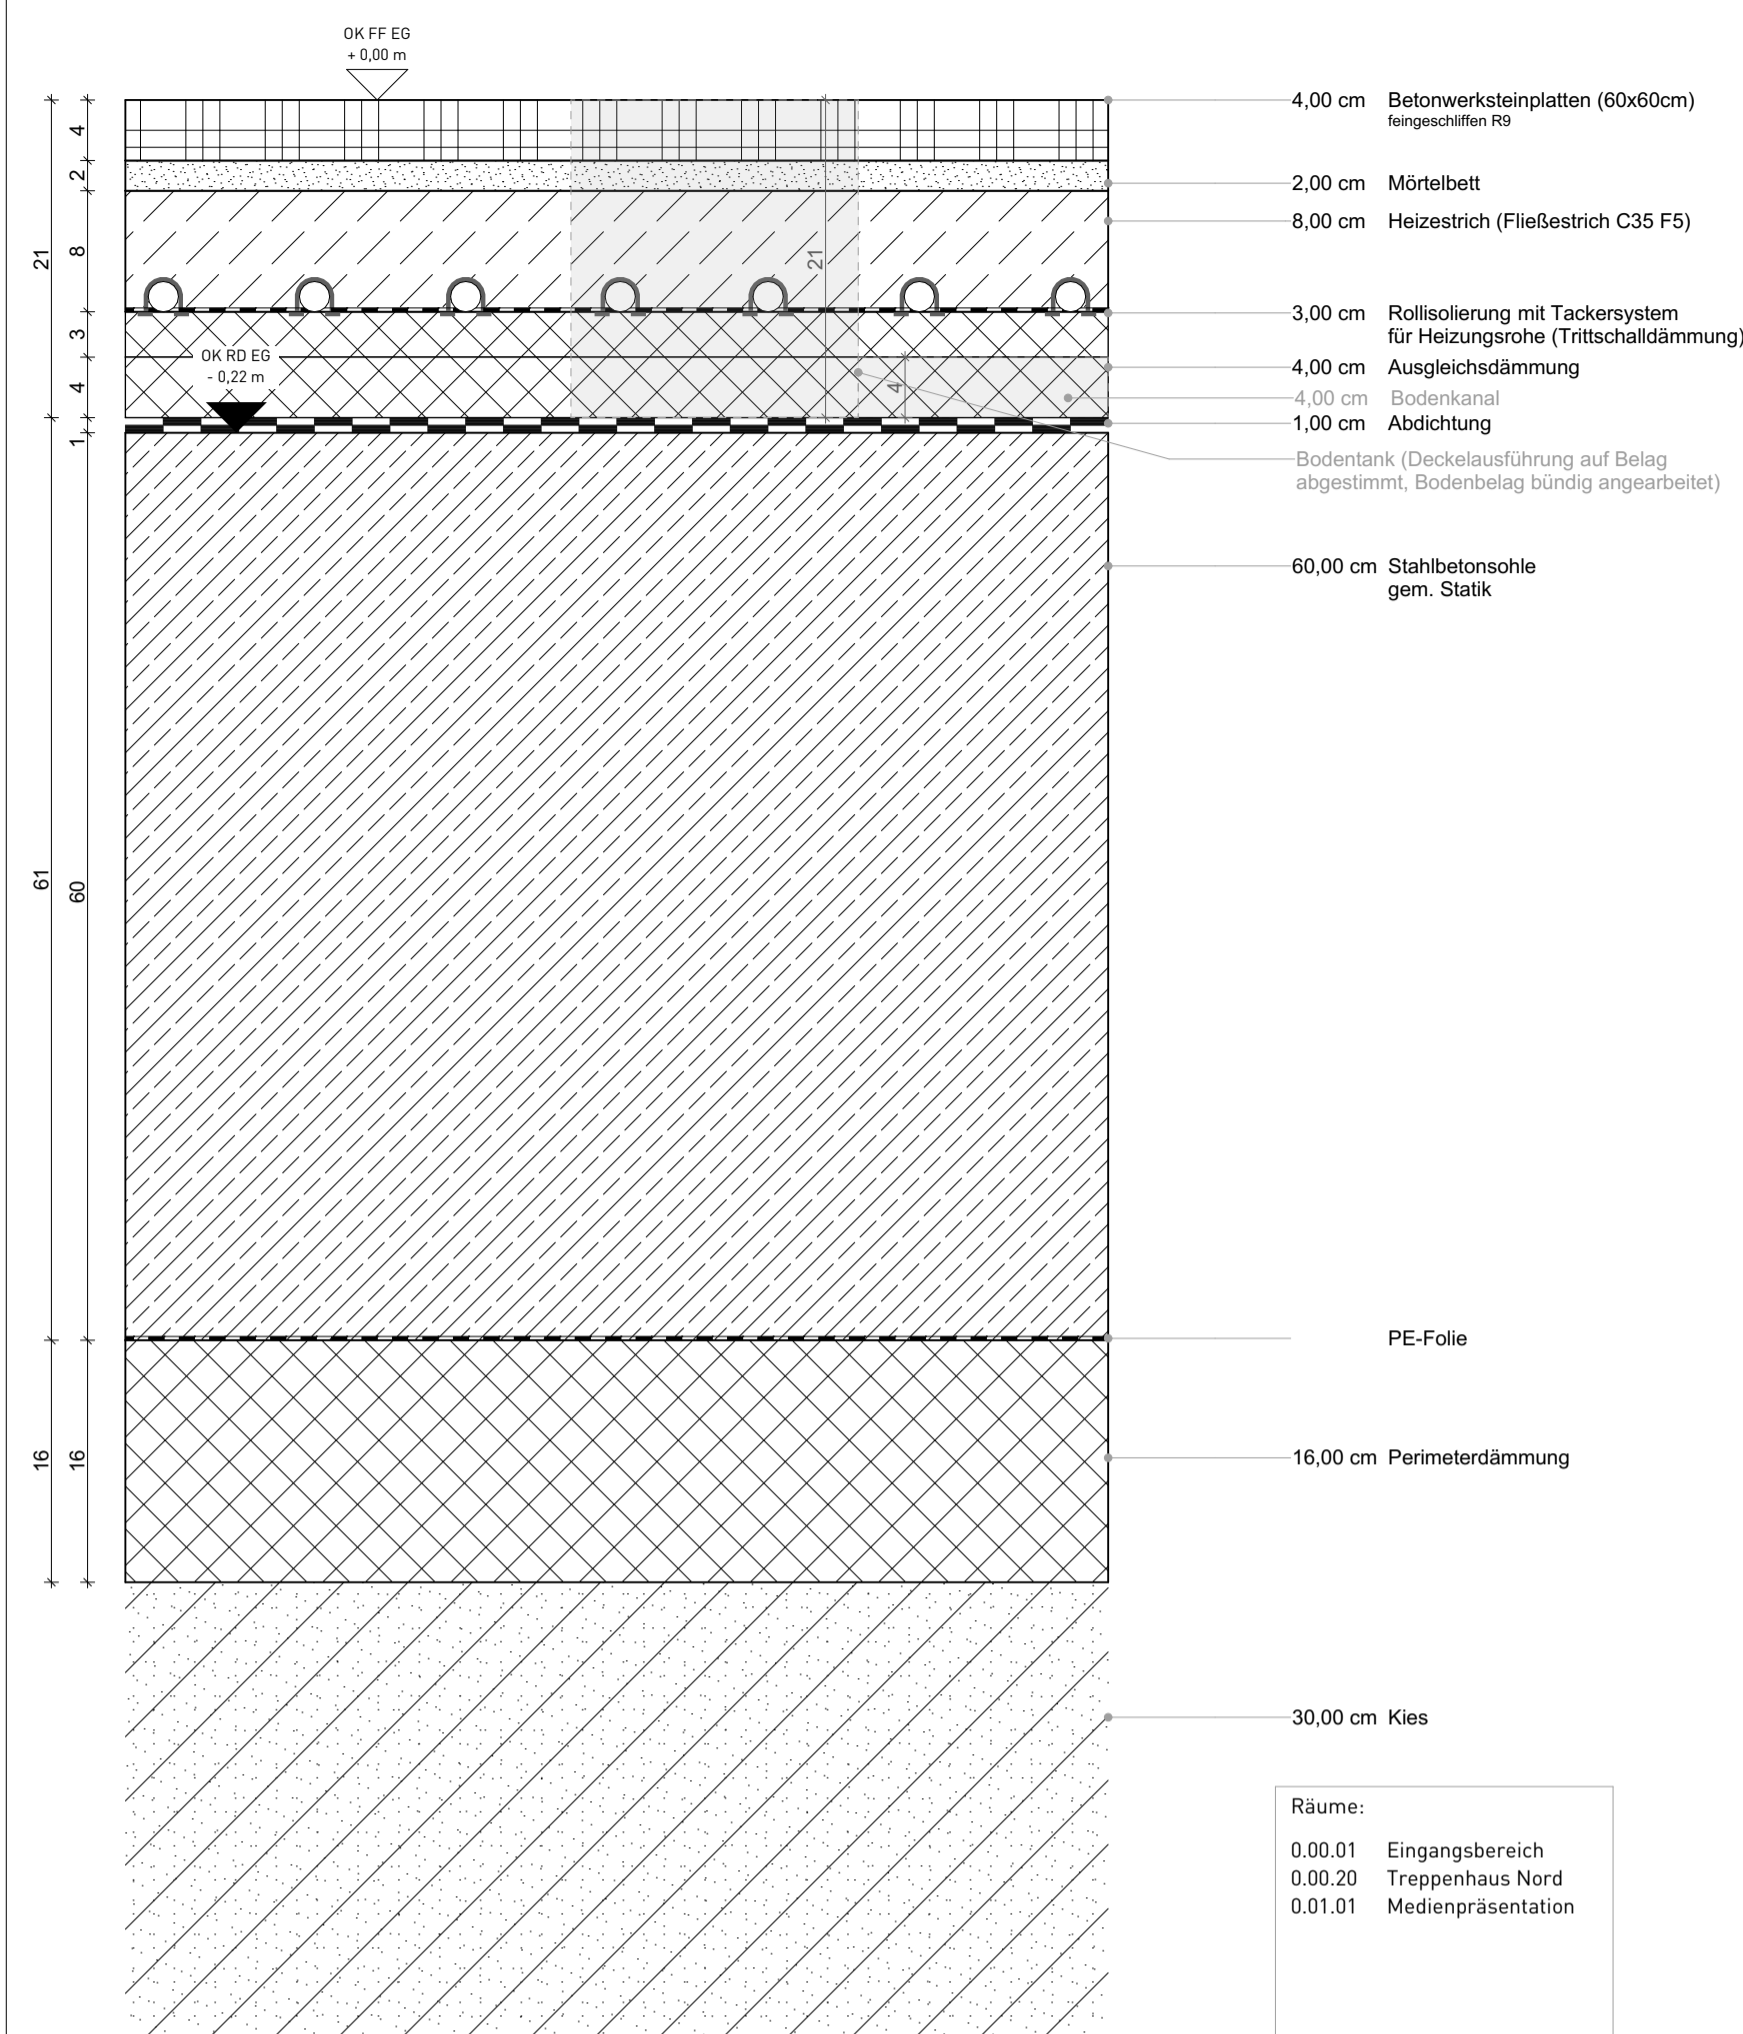 OK FF EG
+ 0,00 m
4,00 cm Betonwerksteinplatten (60x60cm)
feingeschliffen R9
4
2
2,00 cm Mörtelbett
8,00 cm Heizestrich (Fließestrich C35 F5)
21
8
21
3,00 cm Rollisolierung mit Tackersystem
für Heizungsrohe (Trittschalldämmung)
3
OK RD EG
- 0,22 m
4,00 cm Ausgleichsdämmung
4
4
4,00 cm Bodenkanal
1,00 cm Abdichtung
1
Bodentank (Deckelausführung auf Belag
abgestimmt, Bodenbelag bündig angearbeitet)
60,00 cm Stahlbetonsohle
gem. Statik
61
60
PE-Folie
16
16
16,00 cm Perimeterdämmung
30,00 cm Kies
Räume:
0.00.01 Eingangsbereich
0.00.20 Treppenhaus Nord
0.01.01 Medienpräsentation